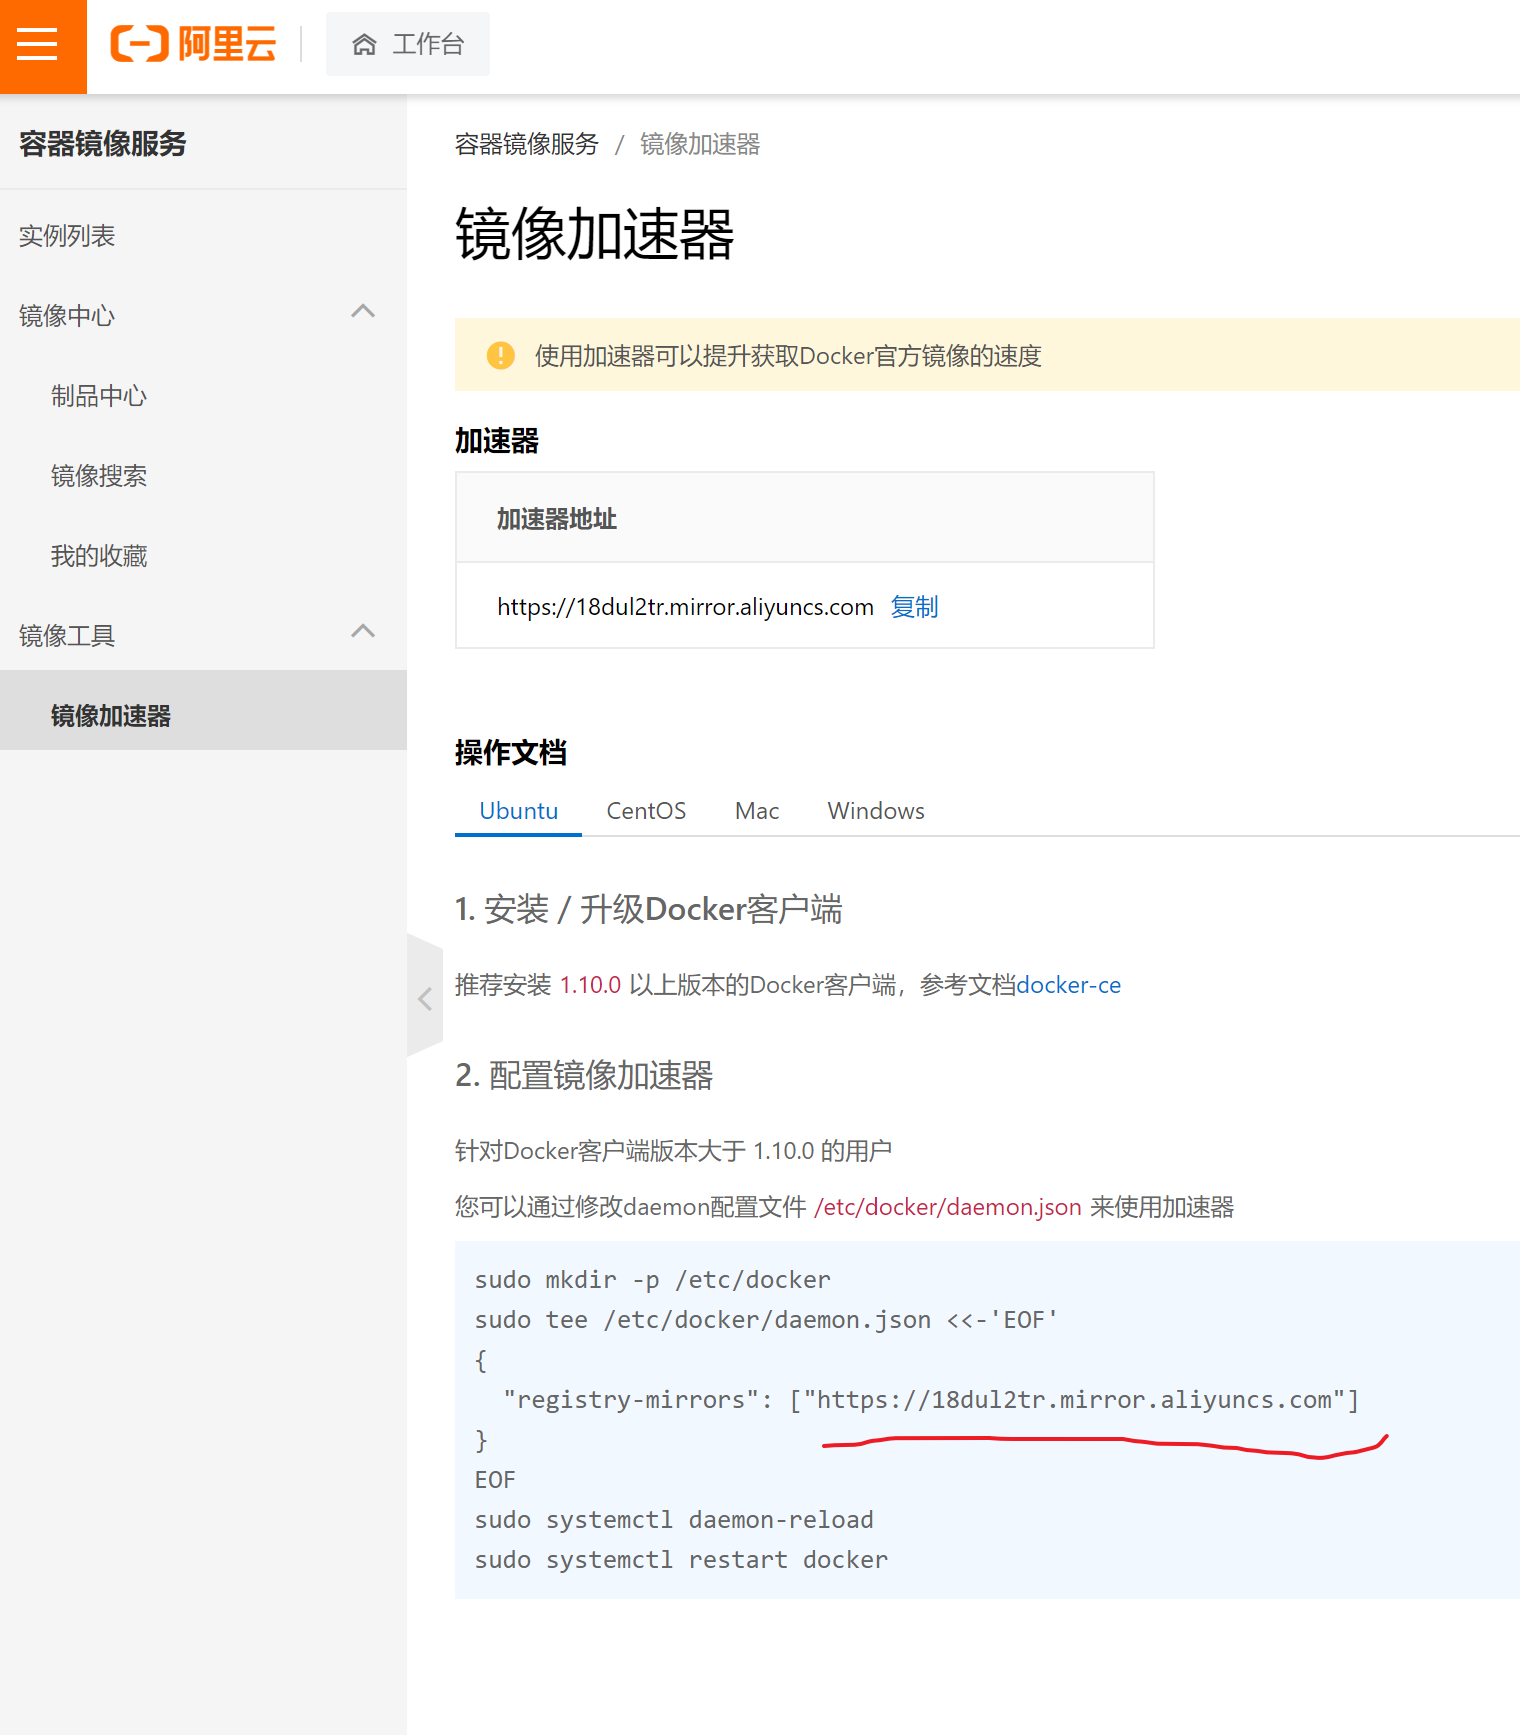 阿里云
工作台
容器镜像服务
实例列表
镜像中心
制品中心
镜像搜索
我的收藏
镜像工具
镜像加速器
容器镜像服务 / 镜像加速器
镜像加速器
使用加速器可以提升获取Docker官方镜像的速度
加速器
加速器地址
https://18dul2tr.mirror.aliyuncs.com 复制
操作文档
Ubuntu CentOS Mac Windows
1. 安装 / 升级Docker客户端
推荐安装 1.10.0 以上版本的Docker客户端，参考文档docker-ce
2. 配置镜像加速器
针对Docker客户端版本大于 1.10.0 的用户
您可以通过修改daemon配置文件 /etc/docker/daemon.json 来使用加速器
sudo mkdir -p /etc/docker
sudo tee /etc/docker/daemon.json <<-'EOF'
{
  "registry-mirrors": ["https://18dul2tr.mirror.aliyuncs.com"]
}
EOF
sudo systemctl daemon-reload
sudo systemctl restart docker